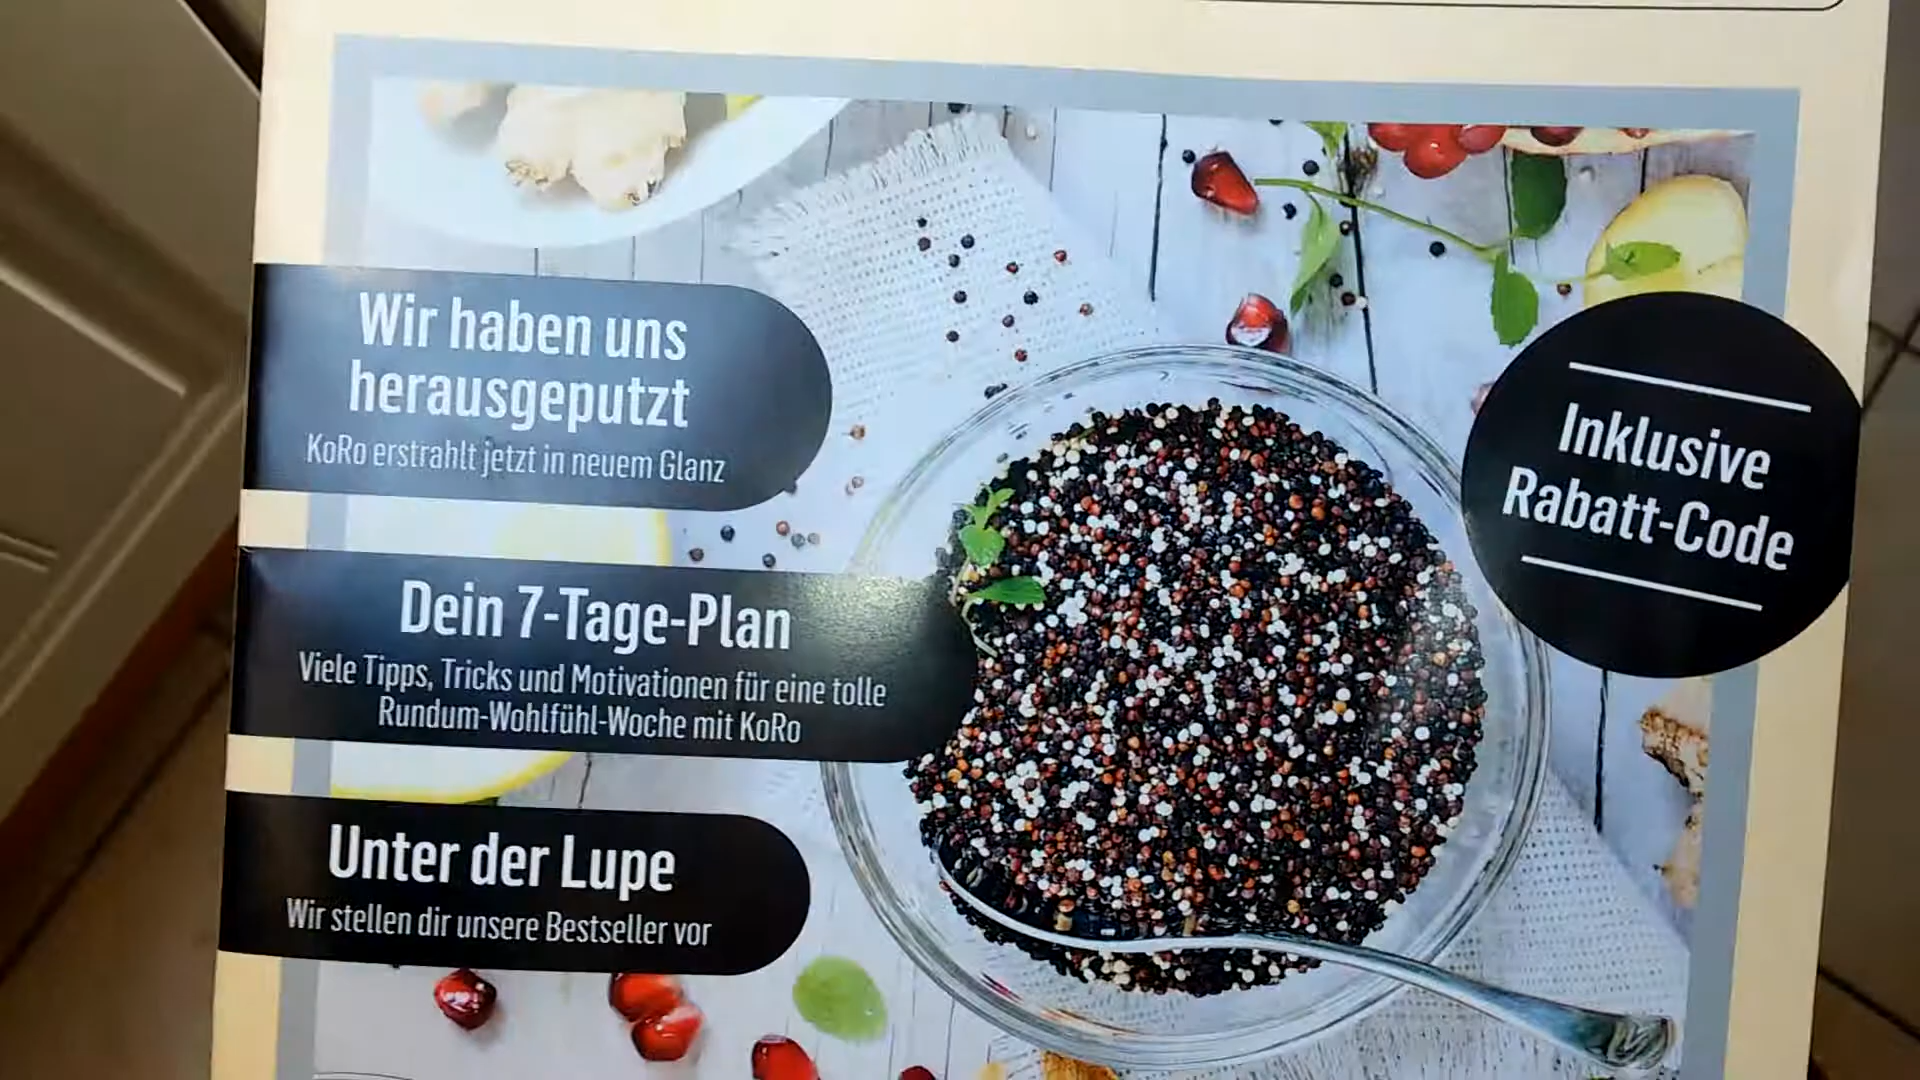 Wir haben uns
herausgeputzt
KoRo erstrahlt jetzt in neuem Glanz
Inklusive
Rabatt-Code
Dein 7-Tage-Plan
Viele Tipps, Tricks und Motivationen für eine tolle
Rundum-Wohlfühl-Woche mit KoRo
Unter der Lupe
Wir stellen dir unsere Bestseller vor